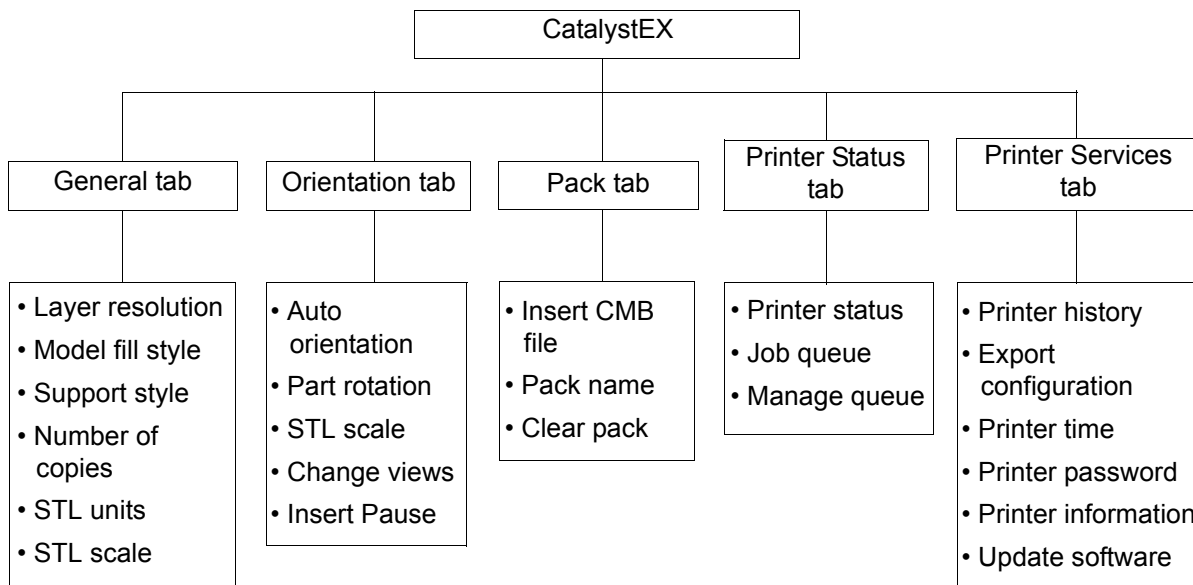 CatalystEX
General tab
Orientation tab
Pack tab
Printer Status
tab
Printer Services
tab
• Layer resolution
• Model fill style
• Support style
• Number of
copies
• STL units
• STL scale
• Auto
orientation
• Part rotation
• STL scale
• Change views
• Insert Pause
• Insert CMB
file
• Pack name
• Clear pack
• Printer status
• Job queue
• Manage queue
• Printer history
• Export
configuration
• Printer time
• Printer password
• Printer information
• Update software